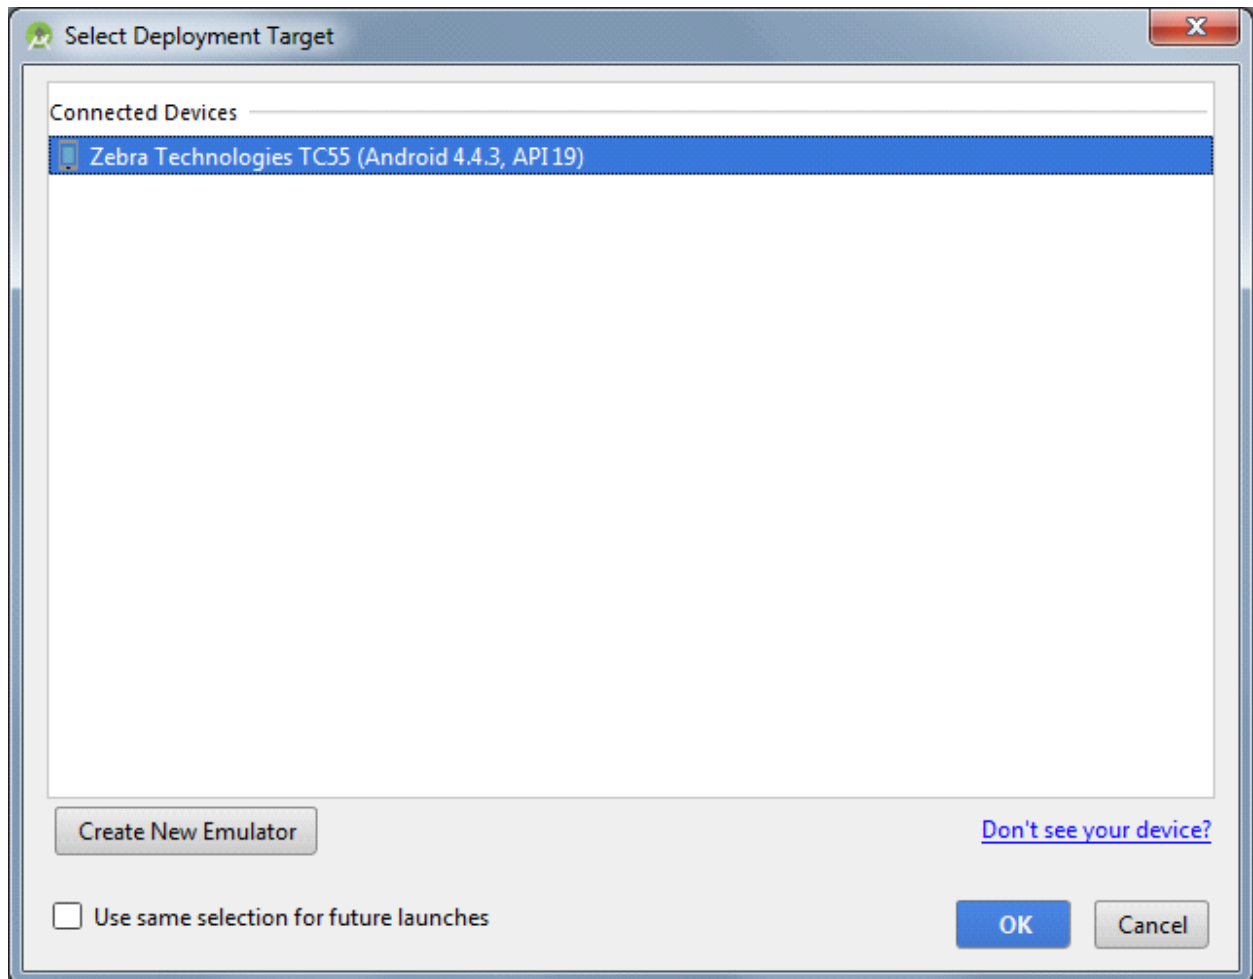 Select Deployment Target
Connected Devices
Zebra Technologies TC55 (Android 4.4.3, API 19)
Create New Emulator
Don't see your device?
Use same selection for future launches
OK
Cancel